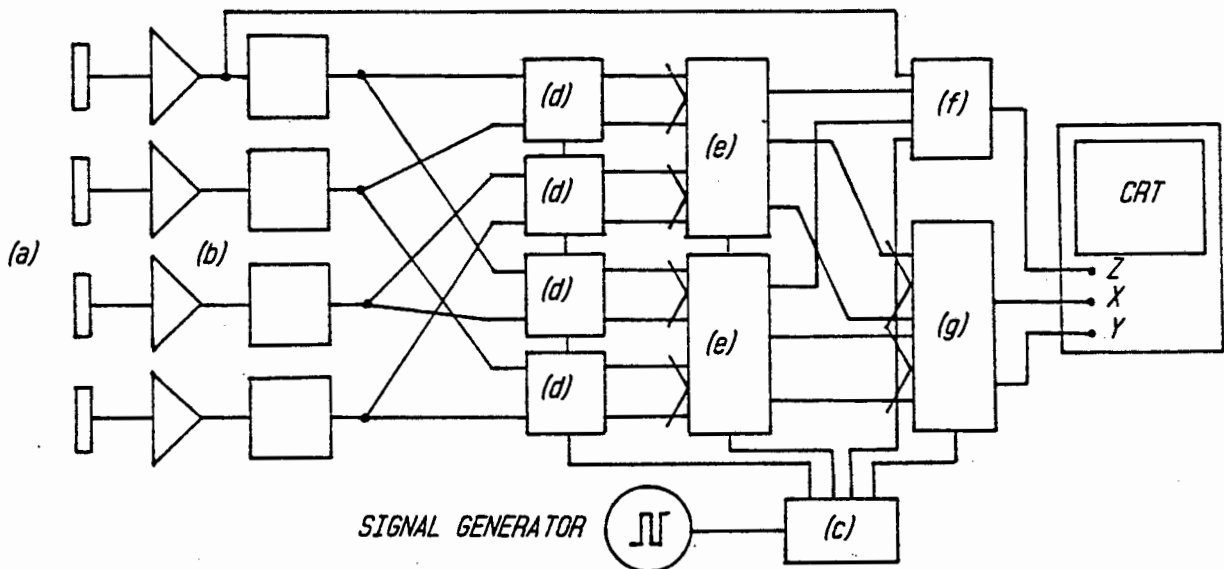 (d)
(f)
(e)
CRT
(d)
(a)
(b)
(d)
Z
X
(g)
Y
(e)
(d)
SIGNAL GENERATOR
(c)